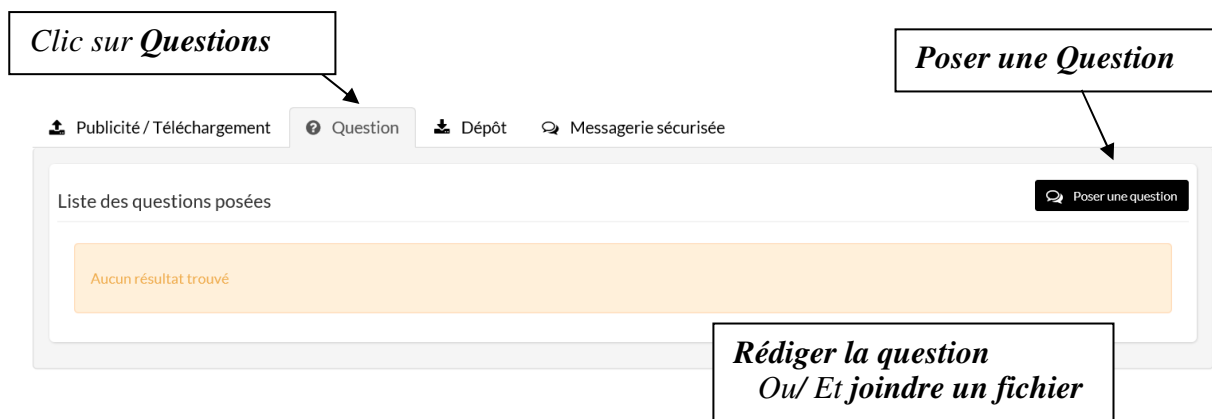 Clic sur Questions
Poser une Question
Publicité / Téléchargement Question Dépôt Messagerie sécurisée
Liste des questions posées
Poser une question
Aucun résultat trouvé
Rédiger la question
Ou/ Et joindre un fichier